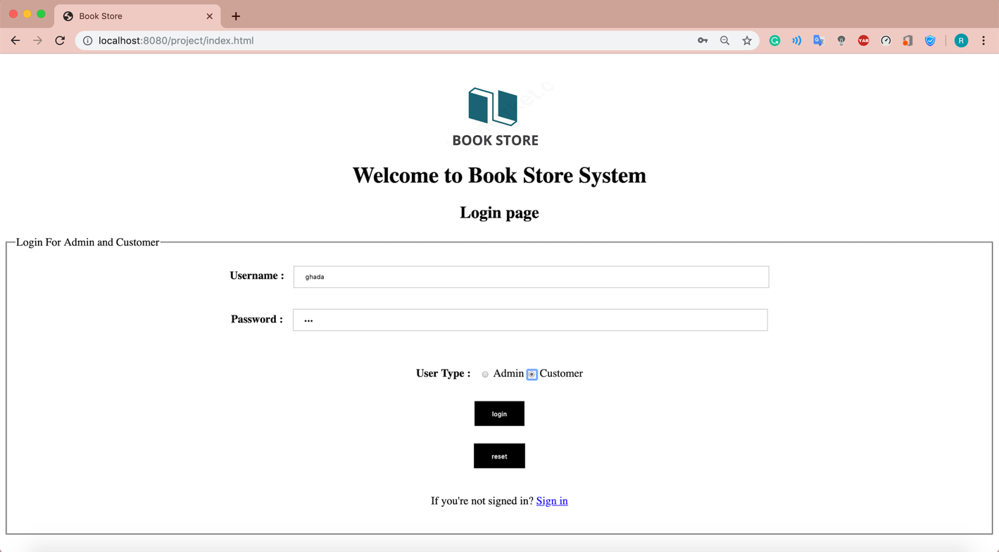 Book Store
localhost:8080/project/index.html
YAB
R
BOOK STORE
Welcome to Book Store System
Login page
Login For Admin and Customer
Username : ghada
Password : •••
User Type : Admin Customer
login
reset
If you're not signed in? Sign in